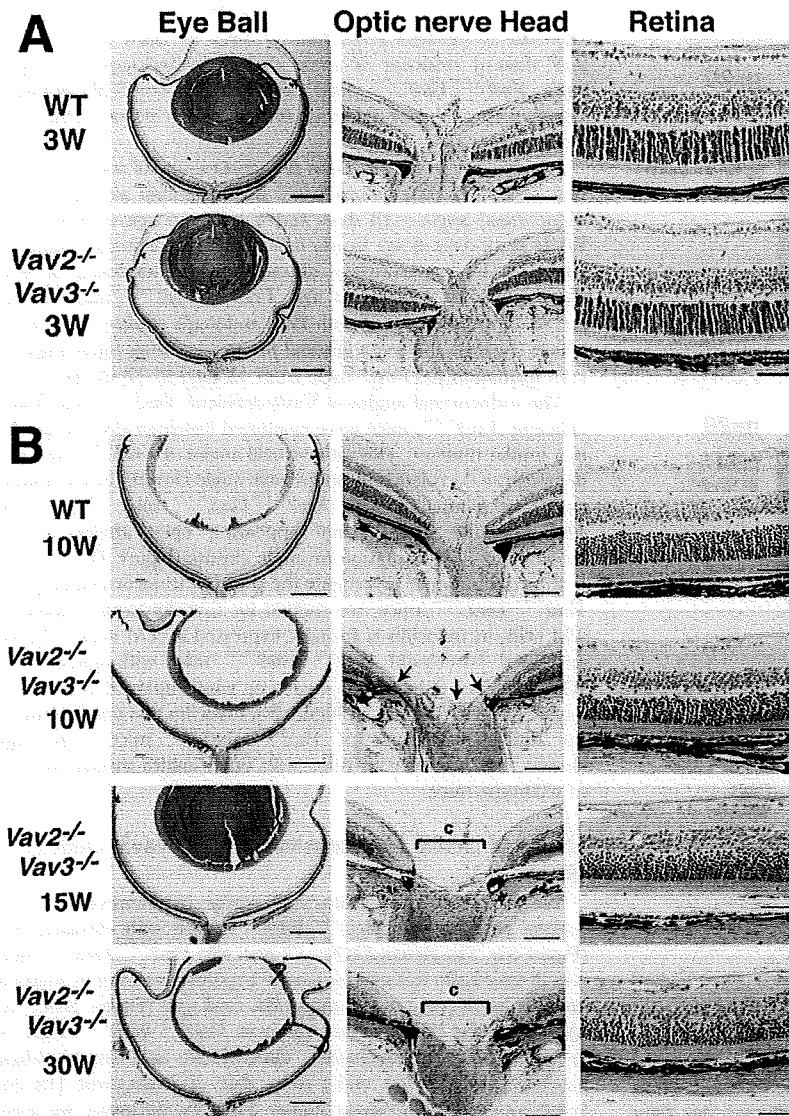 A
Eye Ball
Optic nerve Head
Retina
WT
3W
Vav2-/-
Vav3-/-
3W
B
WT
10W
Vav2-/-
Vav3-/-
10W
Vav2-/-
Vav3-/-
15W
c
Vav2-/-
Vav3-/-
30W
c